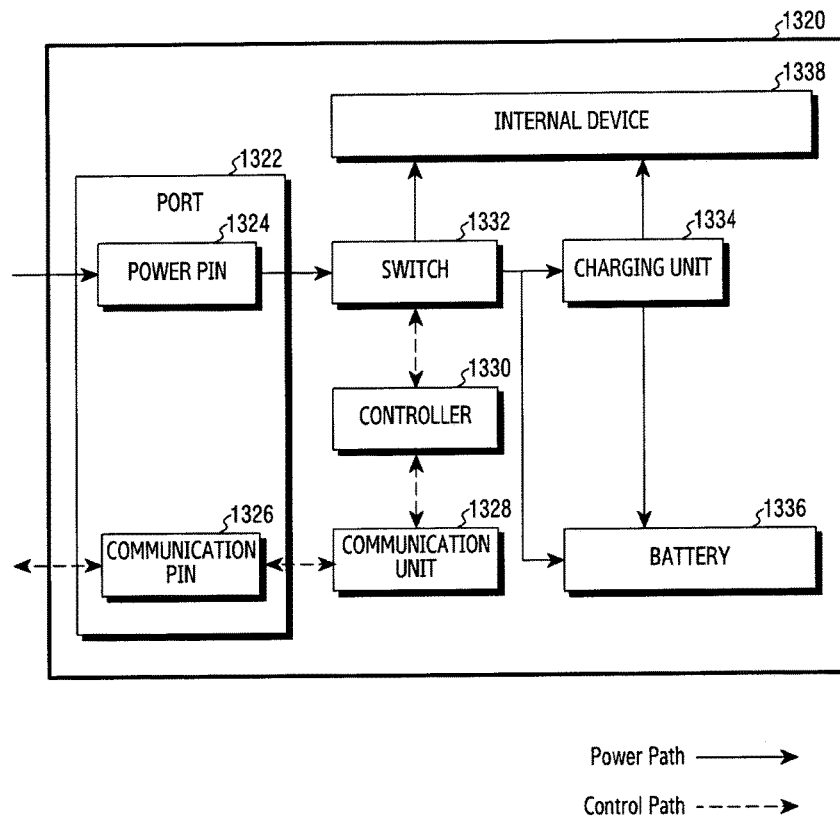 1320
1338
INTERNAL DEVICE
1322
PORT
1324
POWER PIN
1332
SWITCH
1334
CHARGING UNIT
1330
CONTROLLER
1326
COMMUNICATION
PIN
1328
COMMUNICATION
UNIT
1336
BATTERY
Power Path
Control Path